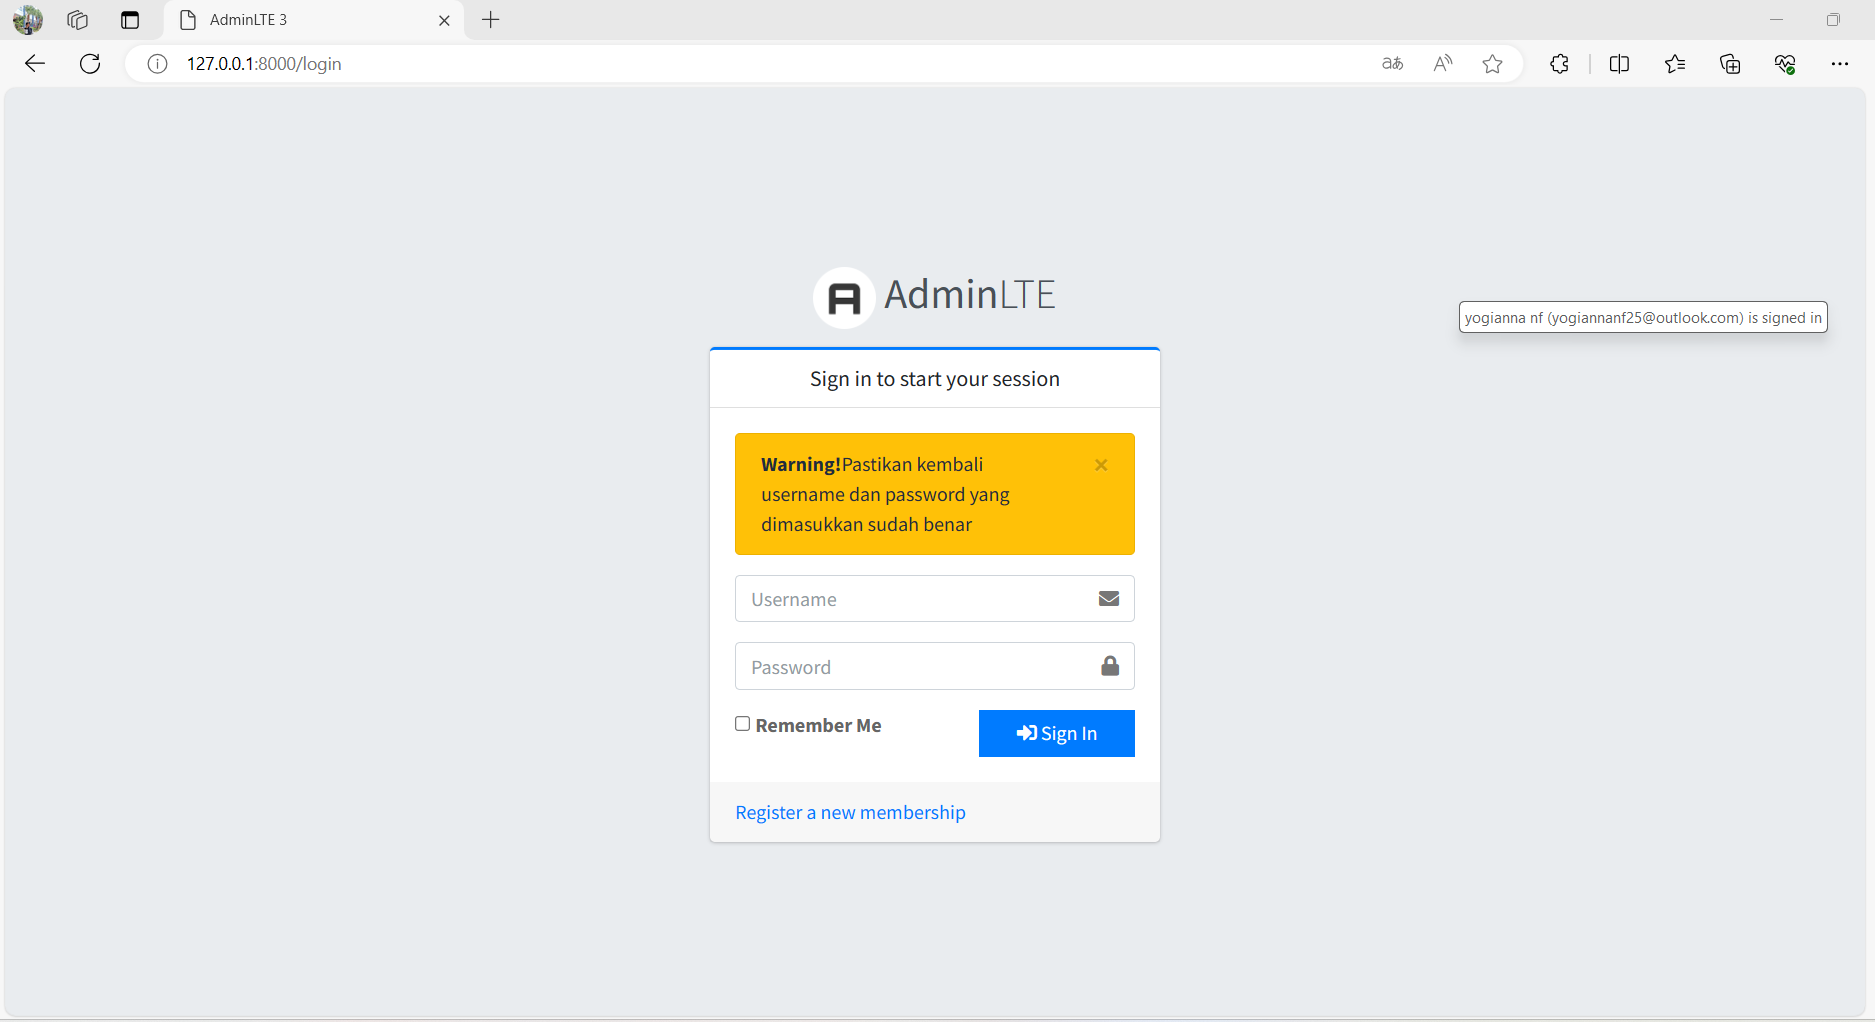 AdminLTE 3
127.0.0.1:8000/login
aあ
A
AdminLTE
yogianna nf (yogiannanf25@outlook.com) is signed in
Sign in to start your session
Warning!Pastikan kembali
username dan password yang
dimasukkan sudah benar
×
Username
Password
Remember Me
Sign In
Register a new membership